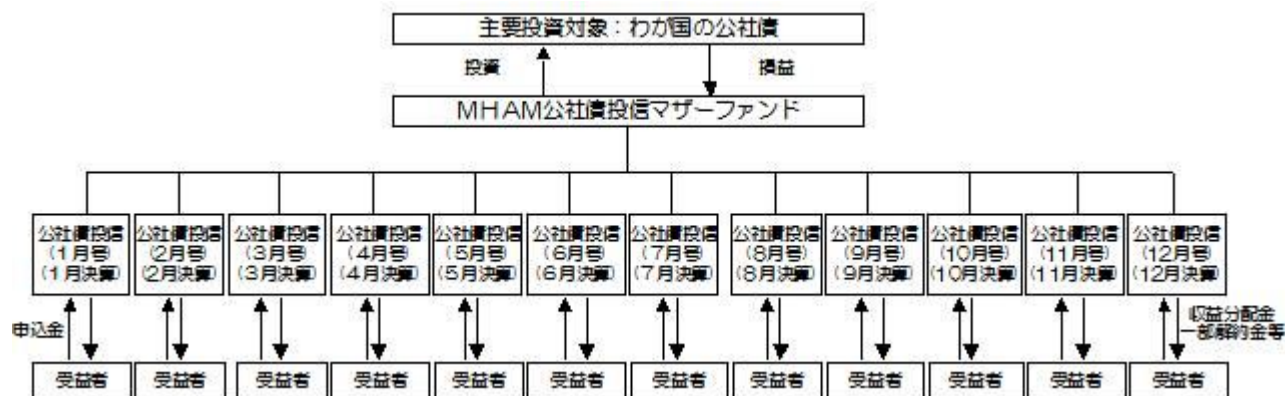 主要投資対象：わが国の公社債
投資
損益
MHAM公社債投信マザーファンド
公社債投信
(1月号)
(1月決算)
公社債投信
(2月号)
(2月決算)
公社債投信
(3月号)
(3月決算)
公社債投信
(4月号)
(4月決算)
公社債投信
(5月号)
(5月決算)
公社債投信
(6月号)
(6月決算)
公社債投信
(7月号)
(7月決算)
公社債投信
(8月号)
(8月決算)
公社債投信
(9月号)
(9月決算)
公社債投信
(10月号)
(10月決算)
公社債投信
(11月号)
(11月決算)
公社債投信
(12月号)
(12月決算)
申込金
収益分配金
一部解約金等
受益者
受益者
受益者
受益者
受益者
受益者
受益者
受益者
受益者
受益者
受益者
受益者